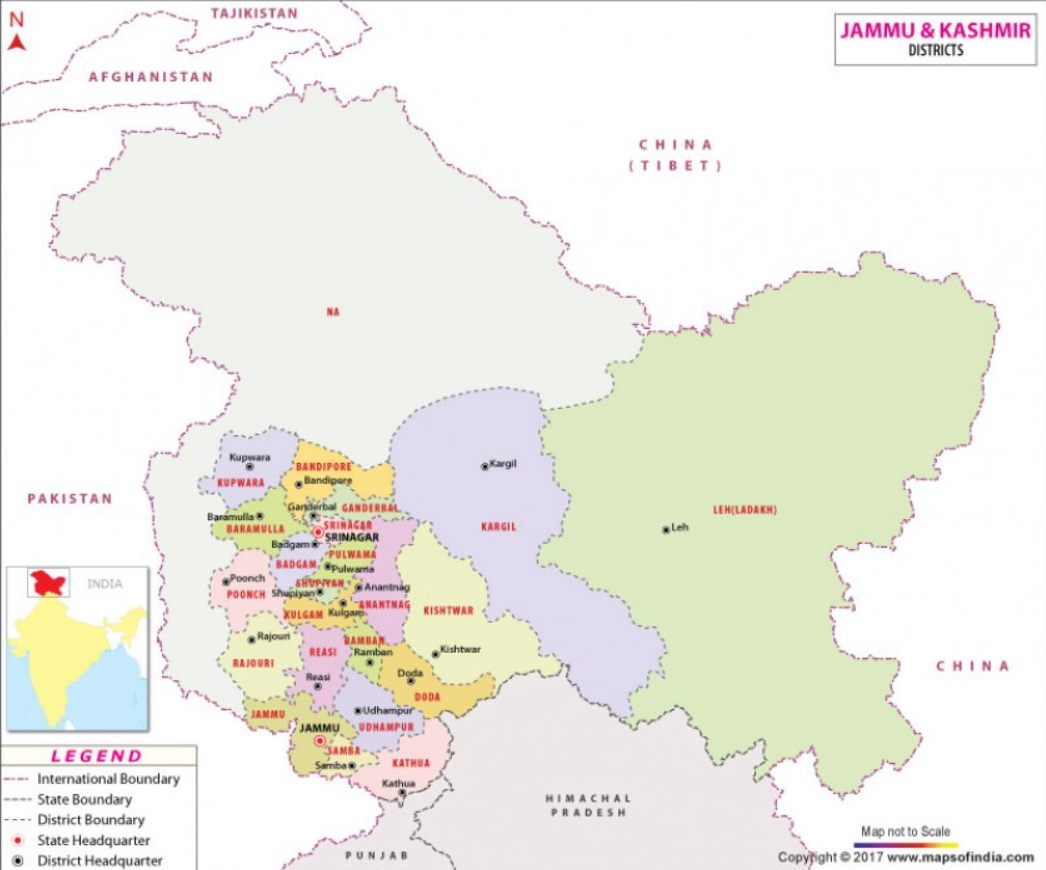 N
TAJIKISTAN
JAMMU & KASHMIR
DISTRICTS
AFGHANISTAN
CHINA
(TIBET)
NA
Kupwara
KUPWARA
BANDIPORE
Bandipore
Kargil
PAKISTAN
Baramulla
BARAMULLA
Ganderbal
GANDERBAL
SRINAGAR
SRINAGAR
KARGIL
LEH(LADAKH)
Leh
Badgam
BADGAM
PULWAMA
Pulwama
INDIA
Poonch
POONCH
SHUPIYAN
Shupiyan
Anantnag
ANANTNAG
KISHTWAR
KULGAM
Kulgam
Rajouri
RAJOURI
REASI
Reasi
RAMBAN
Ramban
Kishtwar
CHINA
Doda
DODA
JAMMU
JAMMU
Udhampur
UDHAMPUR
SAMBA
Samba
KATHUA
Kathua
LEGEND
International Boundary
State Boundary
District Boundary
State Headquarter
District Headquarter
HIMACHAL
PRADESH
PUNJAB
Map not to Scale
Copyright © 2017 www.mapsofindia.com